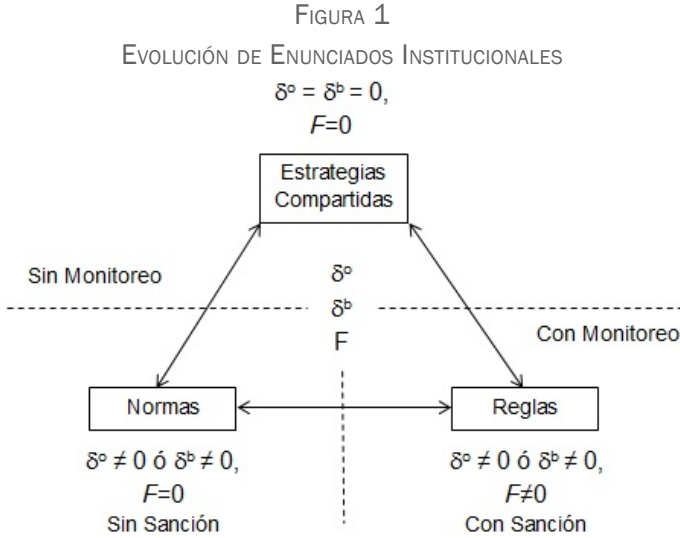 FIGURA 1
EVOLUCIÓN DE ENUNCIADOS INSTITUCIONALES
δᵒ = δᵇ = 0,
F=0
Estrategias
Compartidas
Sin Monitoreo
δᵒ
δᵇ
F
Con Monitoreo
Normas
Reglas
δᵒ ≠ 0 ó δᵇ ≠ 0,
F=0
Sin Sanción
δᵒ ≠ 0 ó δᵇ ≠ 0,
F≠0
Con Sanción